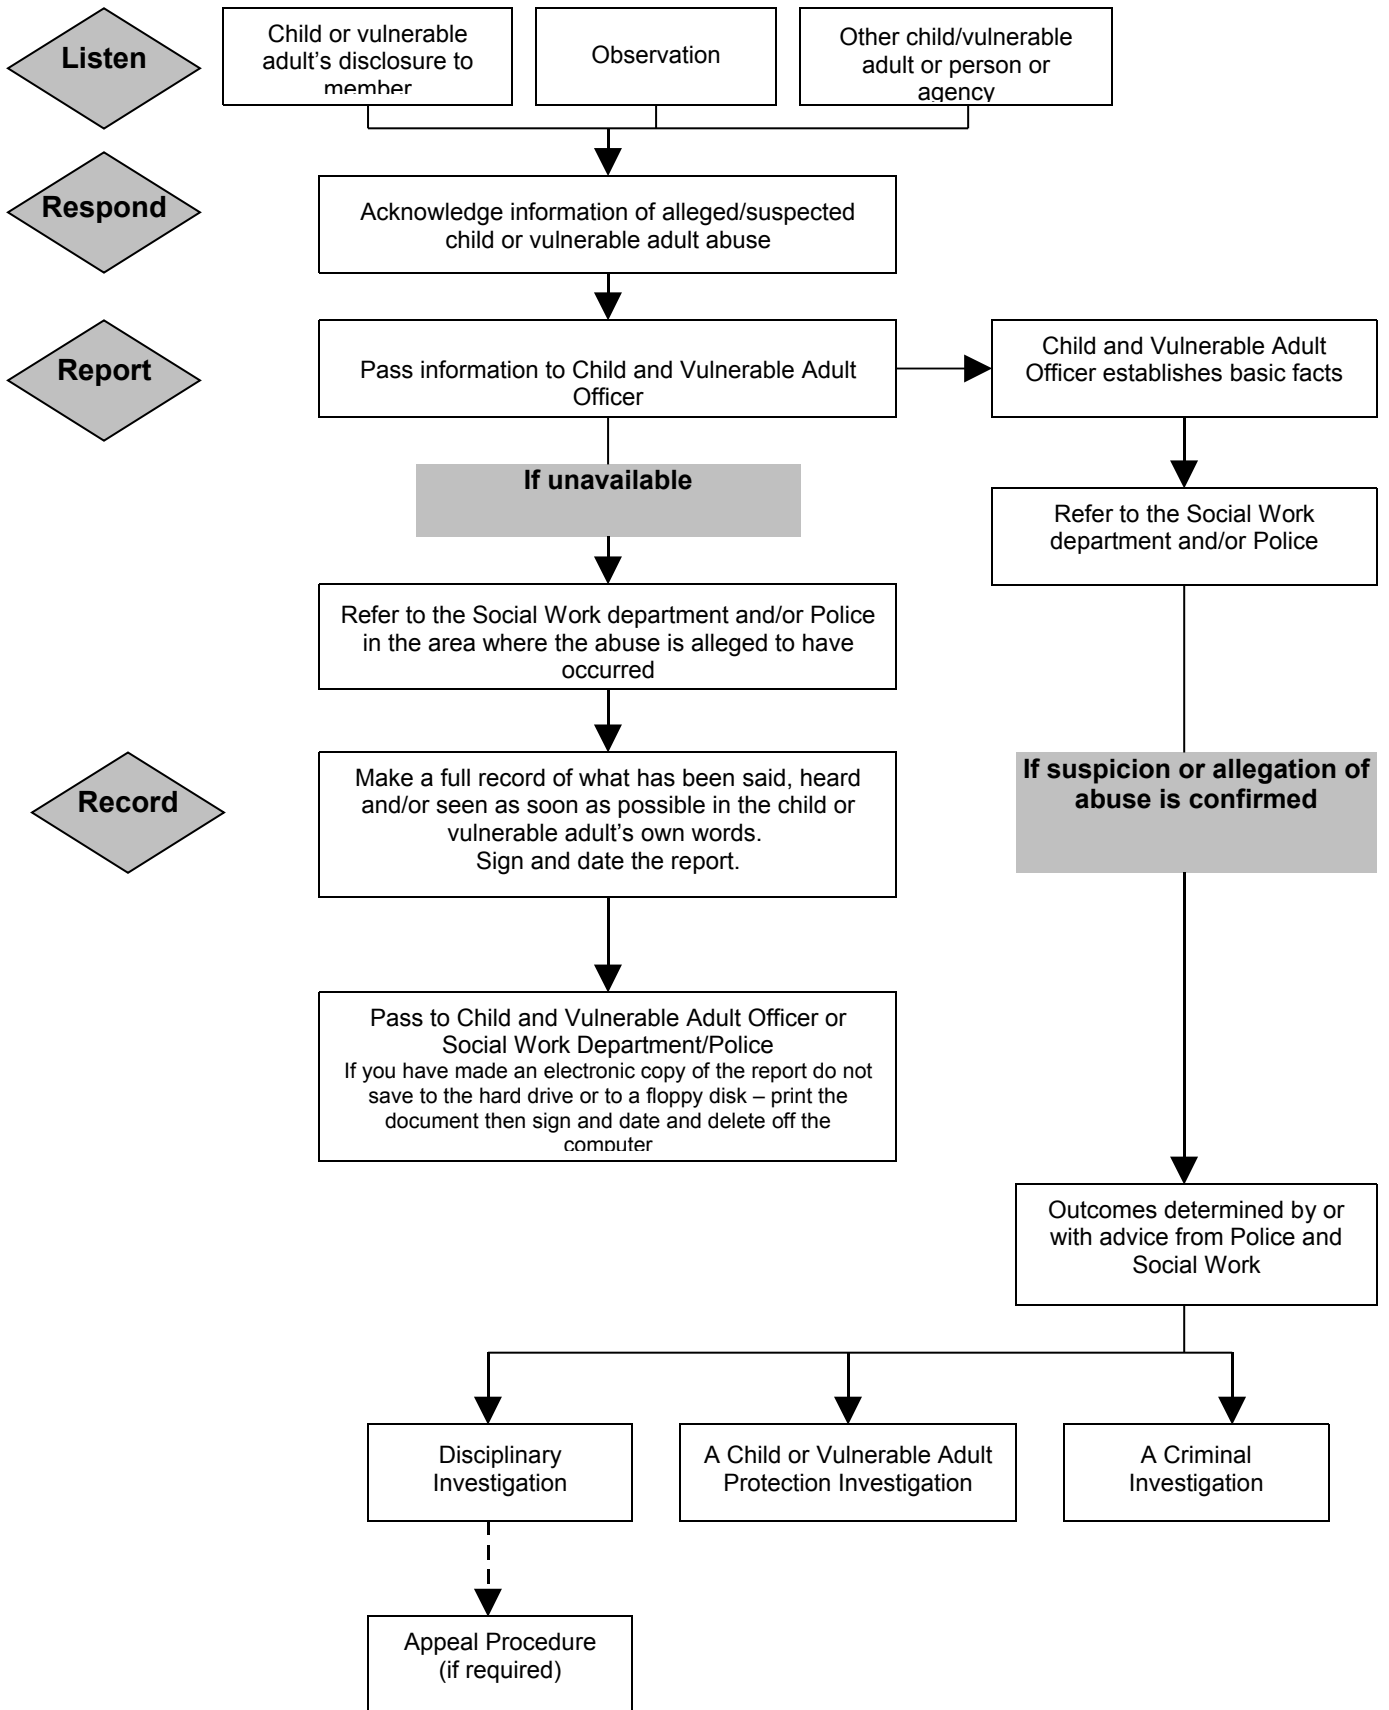 Listen
Child or vulnerable
adult's disclosure to
member
Observation
Other child/vulnerable
adult or person or
agency
Respond
Acknowledge information of alleged/suspected
child or vulnerable adult abuse
Report
Pass information to Child and Vulnerable Adult
Officer
Child and Vulnerable Adult
Officer establishes basic facts
If unavailable
Refer to the Social Work
department and/or Police
Refer to the Social Work department and/or Police
in the area where the abuse is alleged to have
occurred
Record
Make a full record of what has been said, heard
and/or seen as soon as possible in the child or
vulnerable adult's own words.
Sign and date the report.
If suspicion or allegation of
abuse is confirmed
Pass to Child and Vulnerable Adult Officer or
Social Work Department/Police
If you have made an electronic copy of the report do not
save to the hard drive or to a floppy disk – print the
document then sign and date and delete off the
computer
Outcomes determined by or
with advice from Police and
Social Work
Disciplinary
Investigation
A Child or Vulnerable Adult
Protection Investigation
A Criminal
Investigation
Appeal Procedure
(if required)